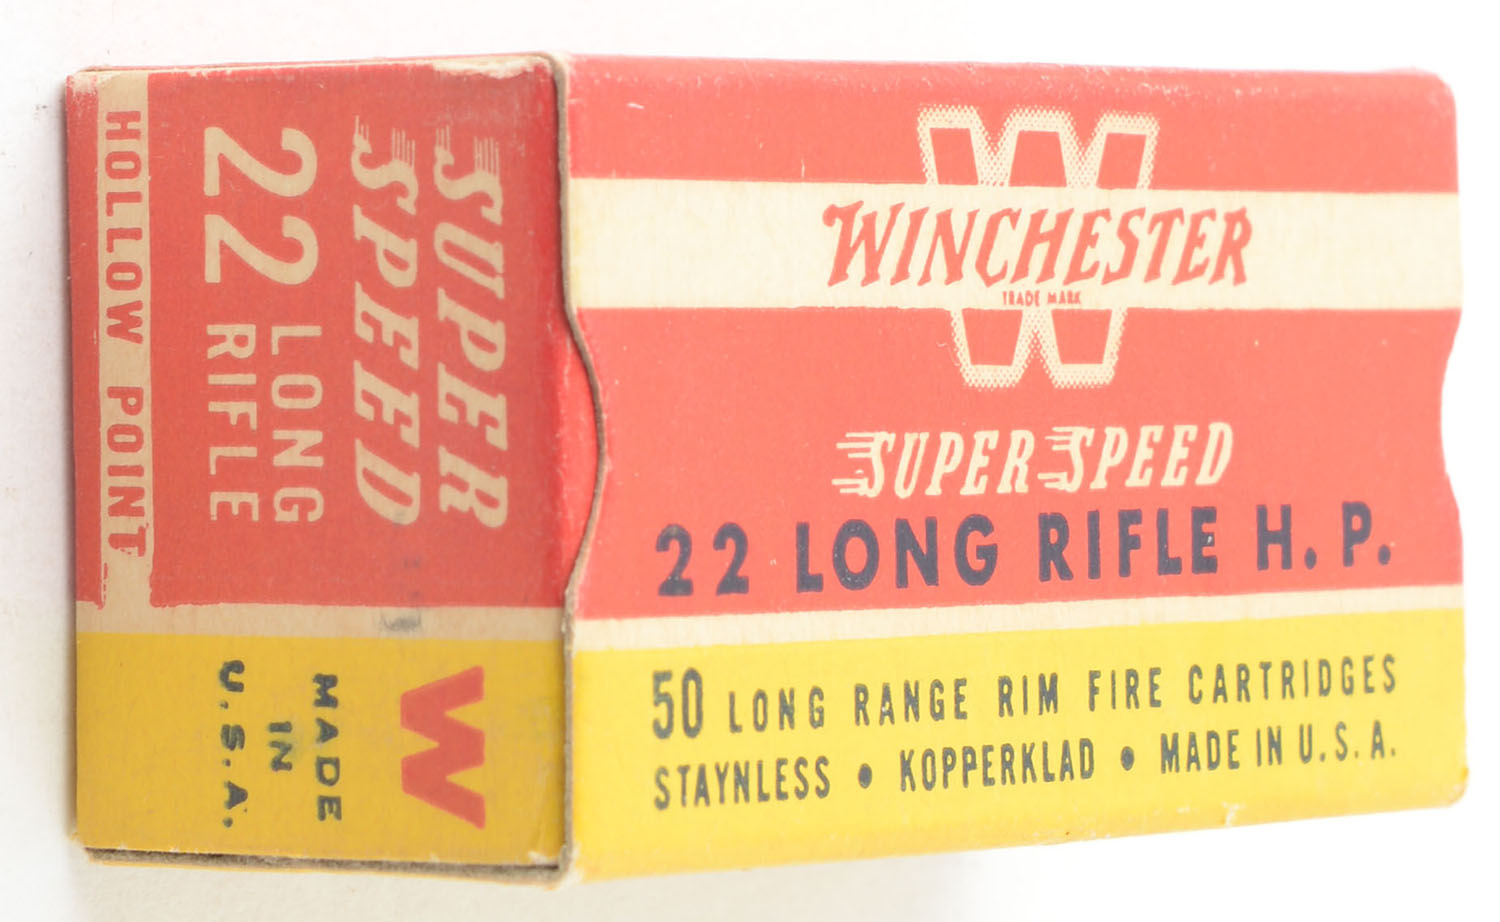 SUPER
SPEED
22 LONG
RIFLE
HOLLOW POINT
W
MADE
IN
U.S.A.
W
WINCHESTER
TRADE MARK
SUPER SPEED
22 LONG RIFLE H. P.
50 LONG RANGE RIM FIRE CARTRIDGES
STAYNLESS • KOPPERKLAD • MADE IN U.S.A.